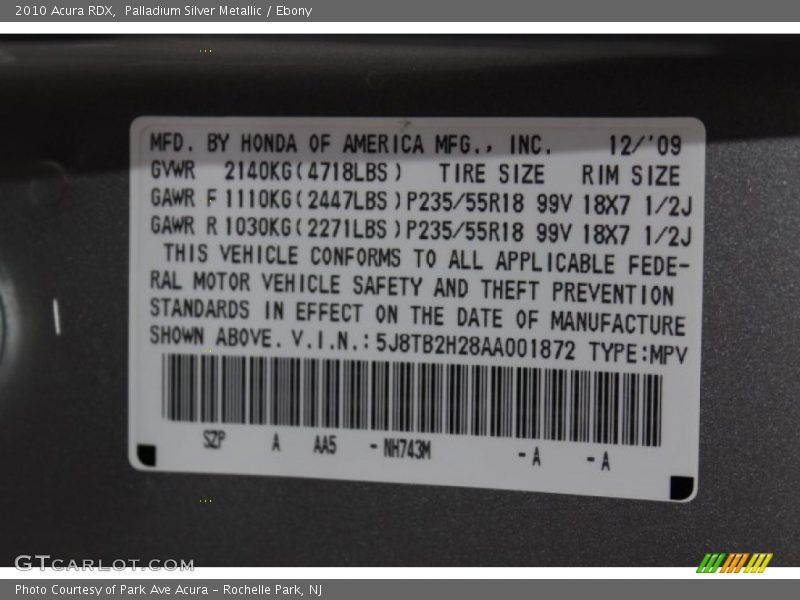 2010 Acura RDX,  Palladium Silver Metallic / Ebony
MFD. BY HONDA OF AMERICA MFG., INC. 12/'09
GVWR 2140KG(4718LBS) TIRE SIZE RIM SIZE
GAWR F 1110KG(2447LBS)P235/55R18 99V 18X7 1/2J
GAWR R 1030KG(2271LBS)P235/55R18 99V 18X7 1/2J
THIS VEHICLE CONFORMS TO ALL APPLICABLE FEDE-
RAL MOTOR VEHICLE SAFETY AND THEFT PREVENTION
STANDARDS IN EFFECT ON THE DATE OF MANUFACTURE
SHOWN ABOVE. V.I.N.:5J8TB2H28AA001872 TYPE:MPV
SZP A AA5 -NH743M -A -A
GTCARLOT.COM
Photo Courtesy of Park Ave Acura - Rochelle Park, NJ